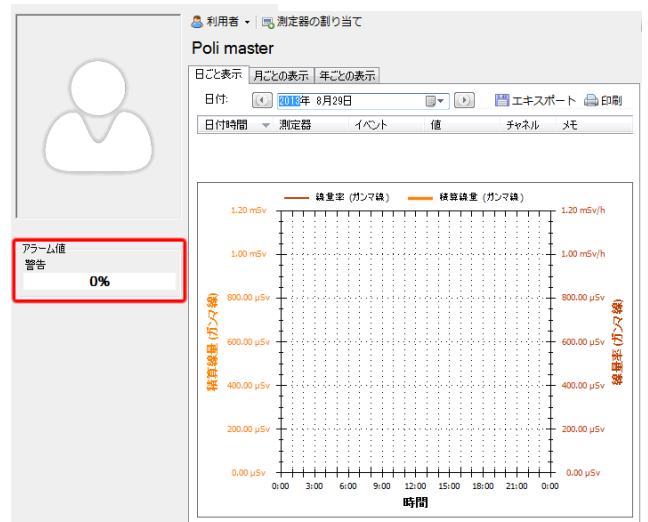 利用者 測定器の割り当て
Poli master
日ごと表示 月ごとの表示 年ごとの表示
日付: 2018年 8月29日 エキスポート 印刷
日付時間 測定器 イベント 値 チャネル メモ
線量率 (ガンマ線) 積算線量 (ガンマ線)
アラーム値
警告
0%
積算線量 (ガンマ線)
1.20 mSv
1.00 mSv
800.00 μSv
600.00 μSv
400.00 μSv
200.00 μSv
0.00 μSv
1.20 mSv/h
1.00 mSv/h
800.00 μSv
600.00 μSv
400.00 μSv
200.00 μSv
0.00 μSv
線量率 (ガンマ線)
0:00 3:00 6:00 9:00 12:00 15:00 18:00 21:00 0:00
時間